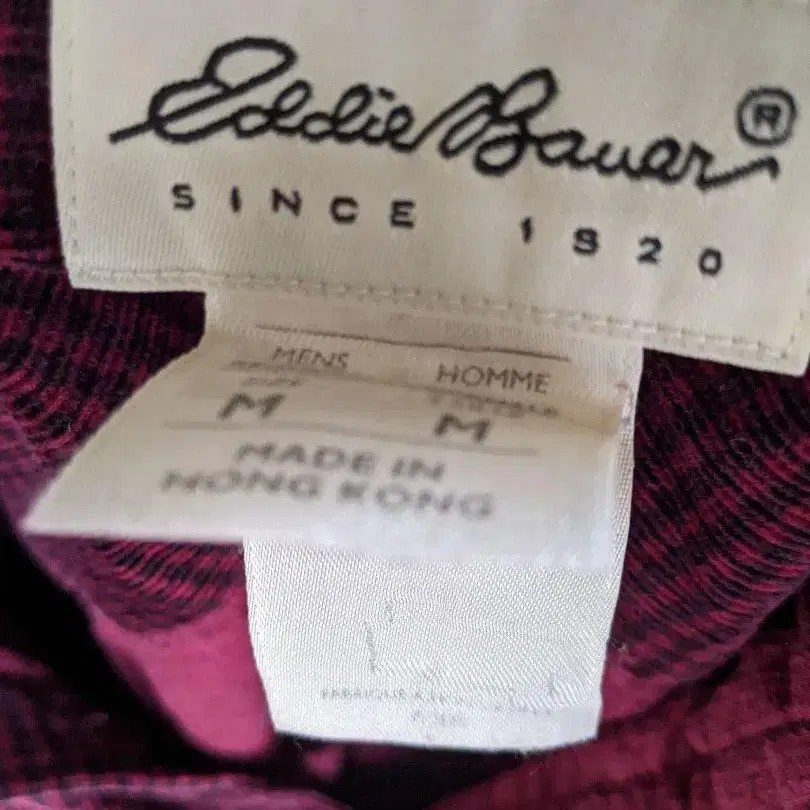 Eddie Bauer ®
SINCE 1920
MENS HOMME
M M
MADE IN
HONG KONG